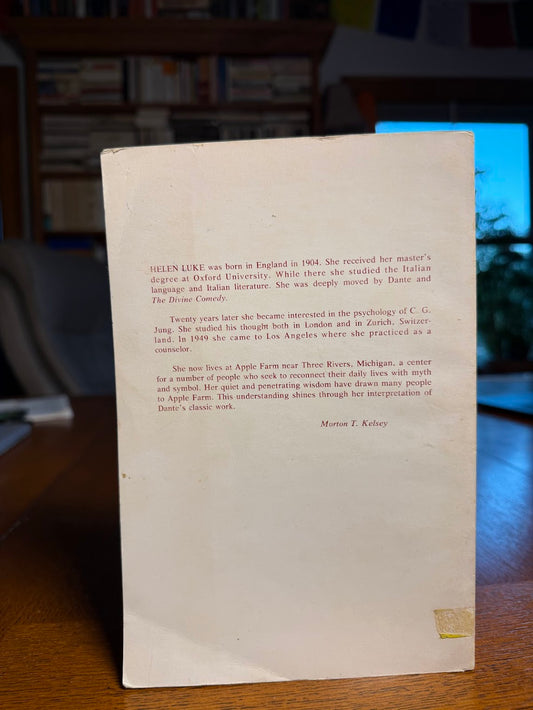 HELEN LUKE was born in England in 1904. She received her master's
degree at Oxford University. While there she studied the Italian
language and Italian literature. She was deeply moved by Dante and
The Divine Comedy.
Twenty years later she became interested in the psychology of C. G.
Jung. She studied his thought both in London and in Zurich, Switzer-
land. In 1949 she came to Los Angeles where she practiced as a
counselor.
She now lives at Apple Farm near Three Rivers, Michigan, a center
for a number of people who seek to reconnect their daily lives with myth
and symbol. Her quiet and penetrating wisdom have drawn many people
to Apple Farm. This understanding shines through her interpretation of
Dante's classic work.
Morton T. Kelsey